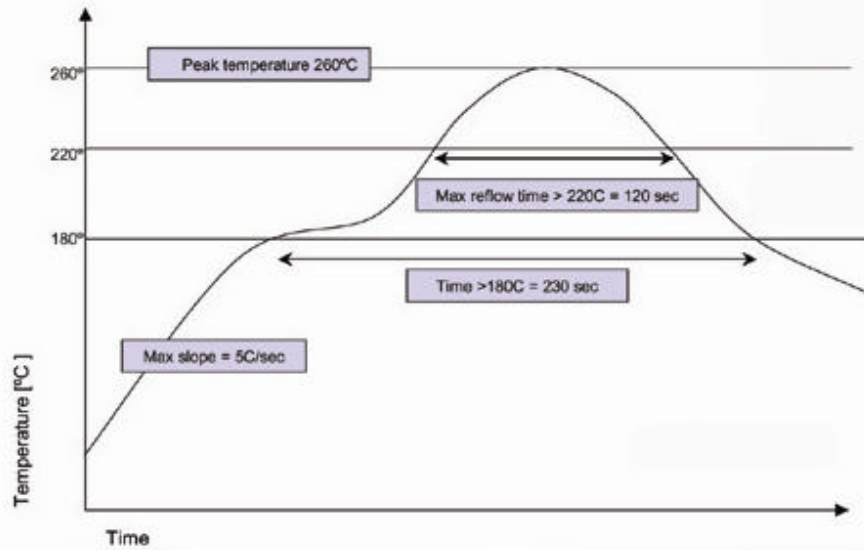 Peak temperature 260ºC
260º
220º
Max reflow time > 220C = 120 sec
180º
Time >180C = 230 sec
Max slope = 5C/sec
Temperature [ºC ]
Time